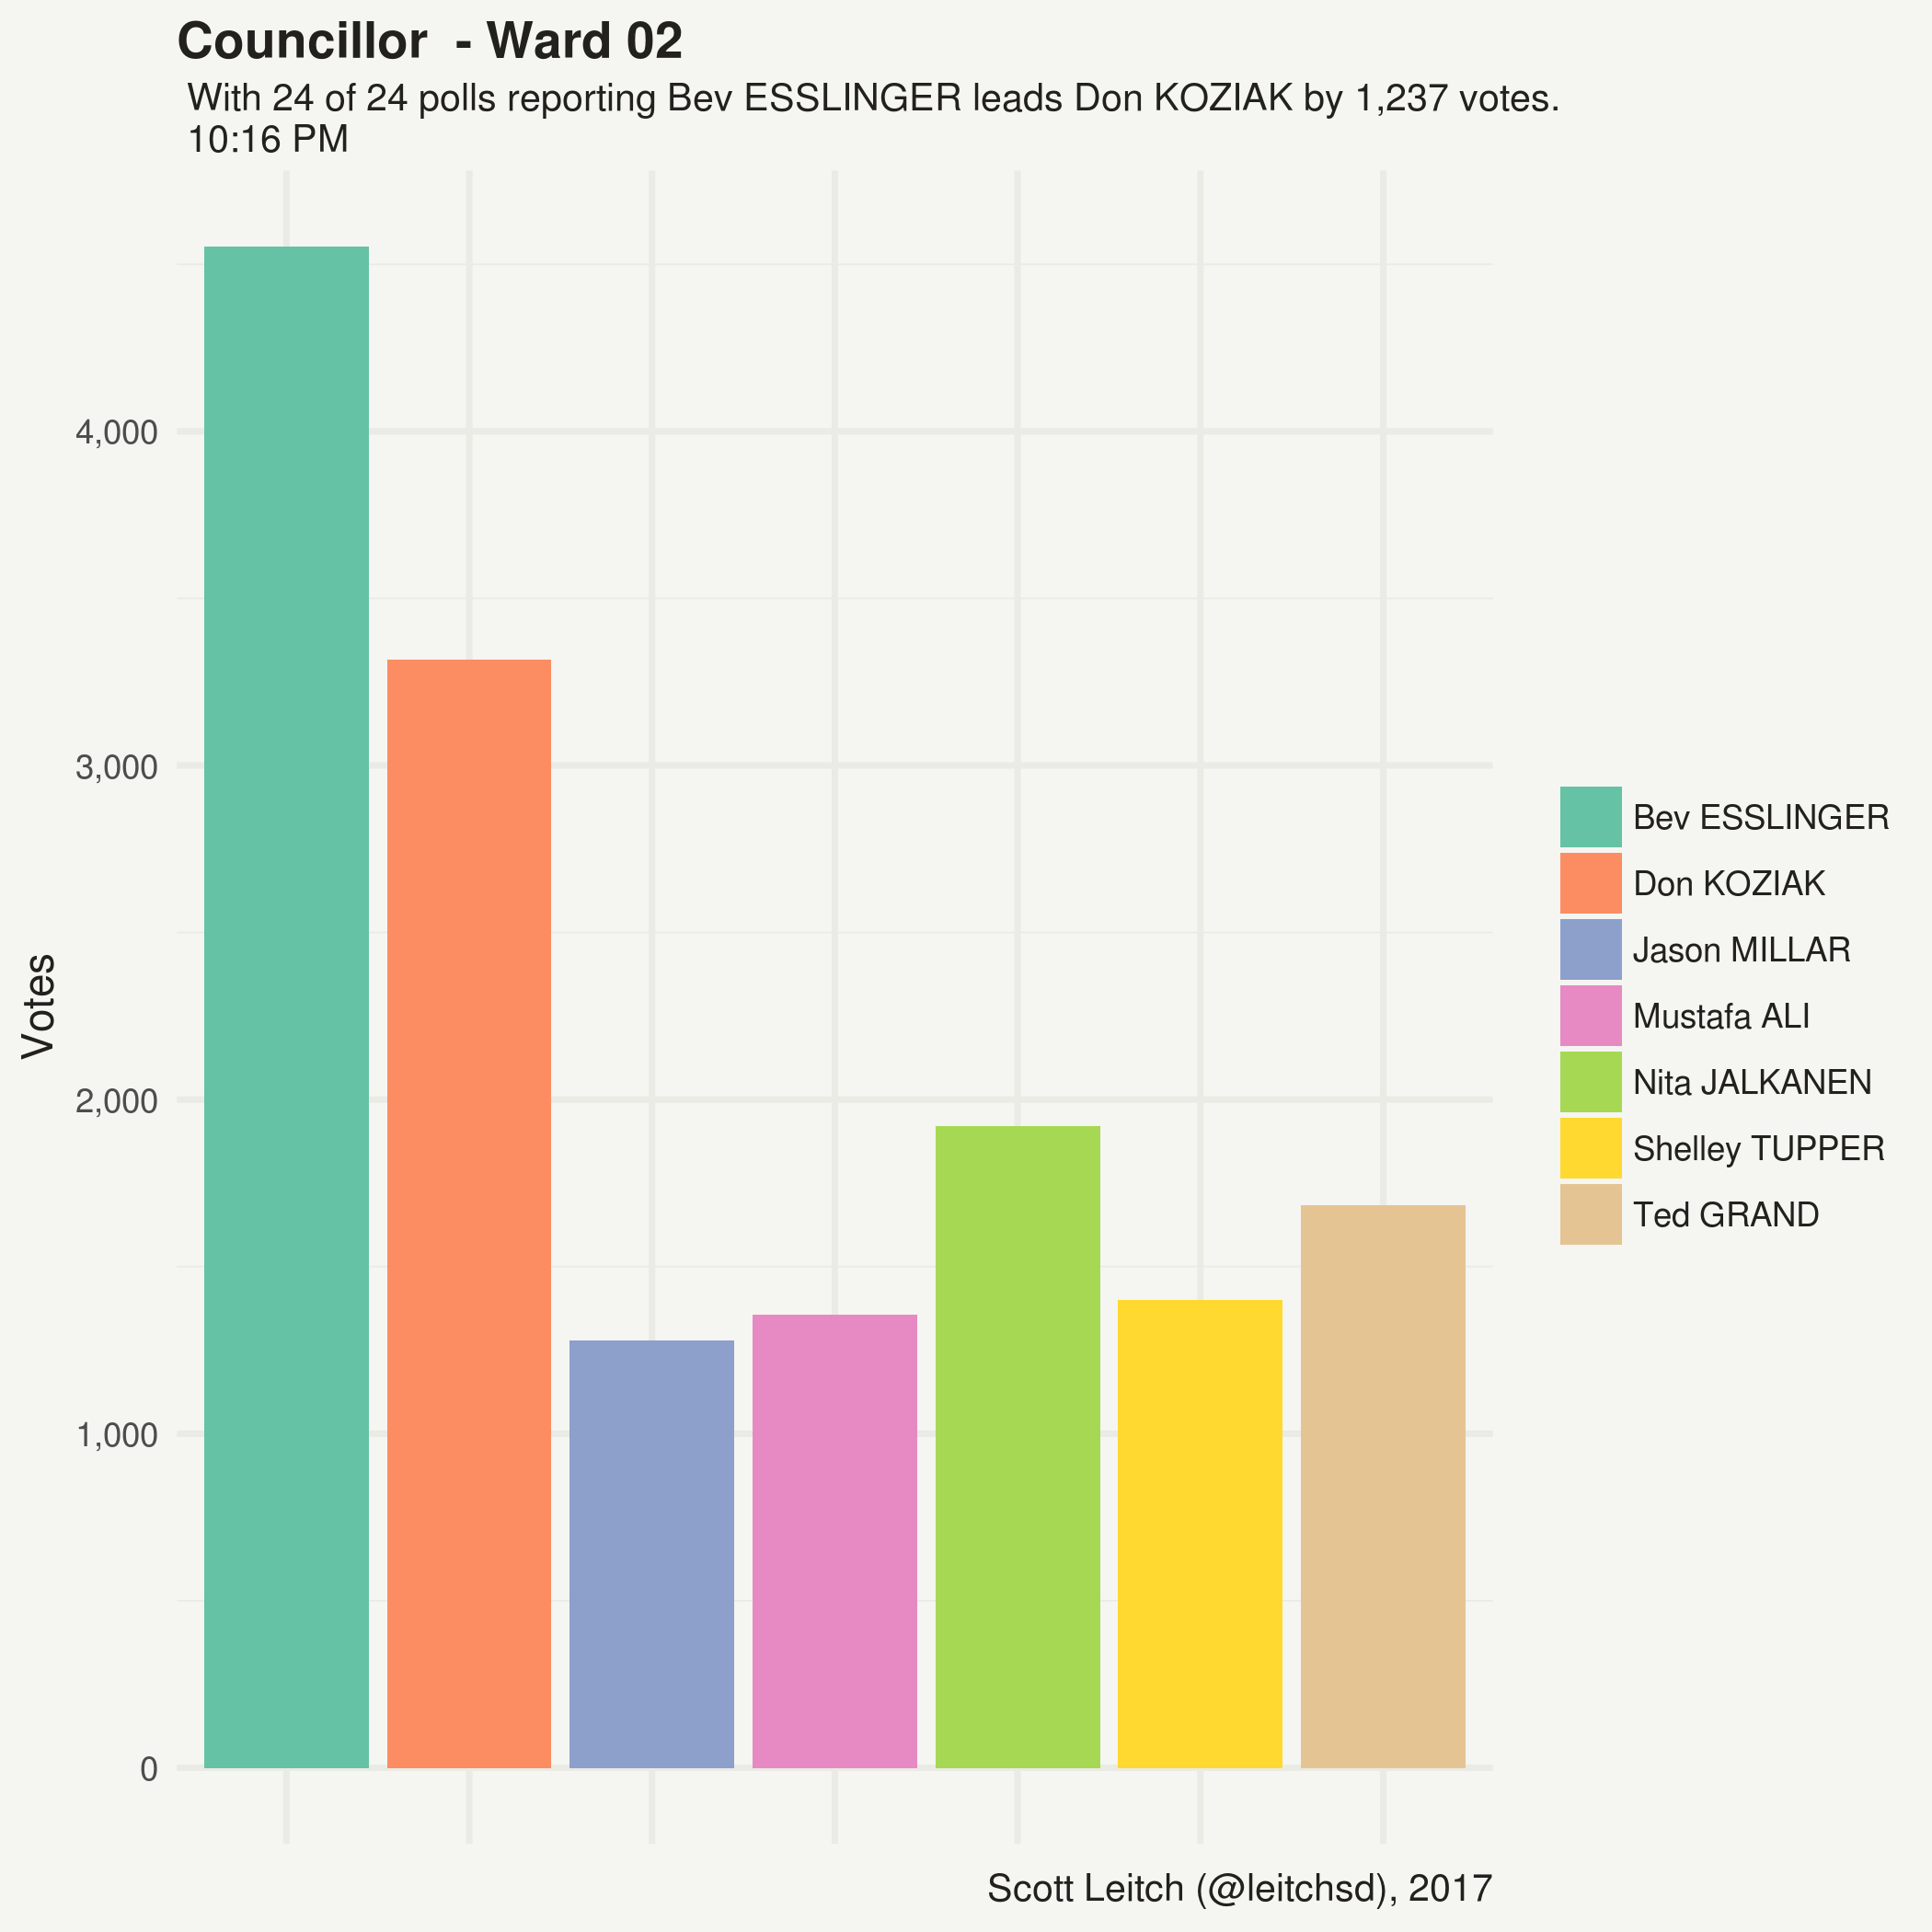 Councillor  - Ward 02
With 24 of 24 polls reporting Bev ESSLINGER leads Don KOZIAK by 1,237 votes.
10:16 PM
Votes
4,000
3,000
2,000
1,000
0
Bev ESSLINGER
Don KOZIAK
Jason MILLAR
Mustafa ALI
Nita JALKANEN
Shelley TUPPER
Ted GRAND
Scott Leitch (@leitchsd), 2017